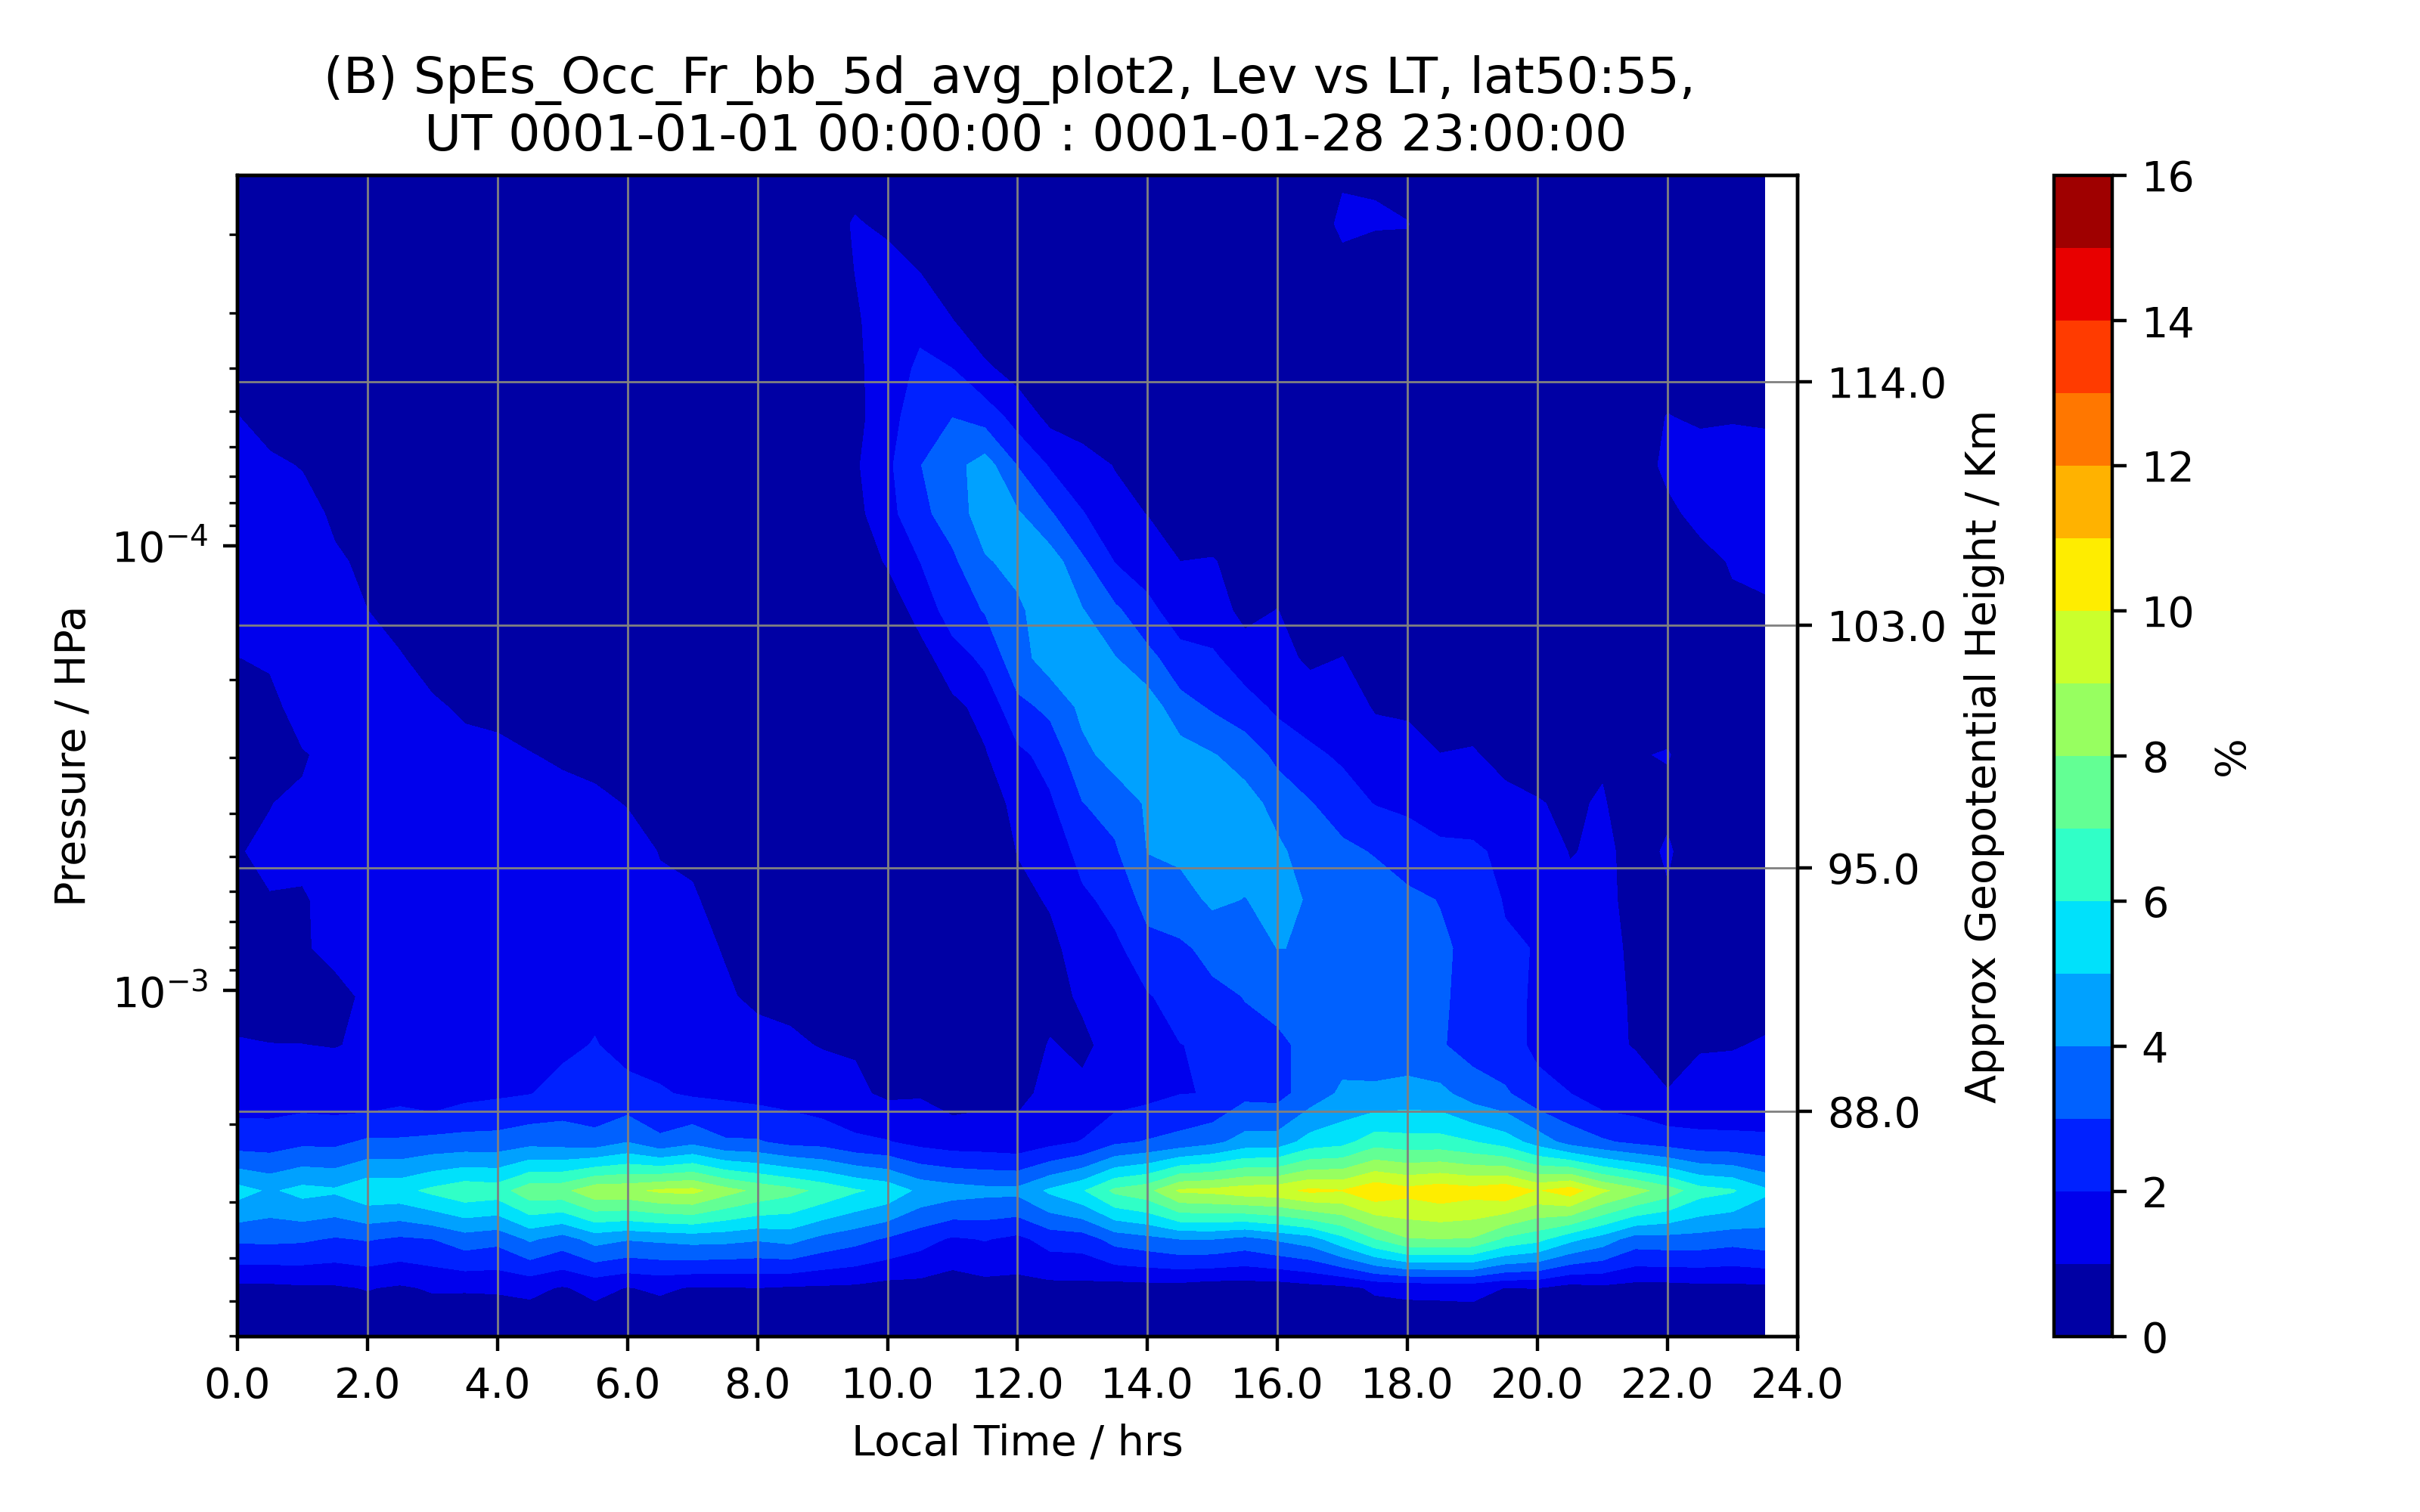 (B) SpEs_Occ_Fr_bb_5d_avg_plot2, Lev vs LT, lat50:55,
UT 0001-01-01 00:00:00 : 0001-01-28 23:00:00
Pressure / HPa
10⁻⁴
10⁻³
114.0
103.0
95.0
88.0
Approx Geopotential Height / Km
16
14
12
10
8
6
4
2
0
%
0.0 2.0 4.0 6.0 8.0 10.0 12.0 14.0 16.0 18.0 20.0 22.0 24.0
Local Time / hrs